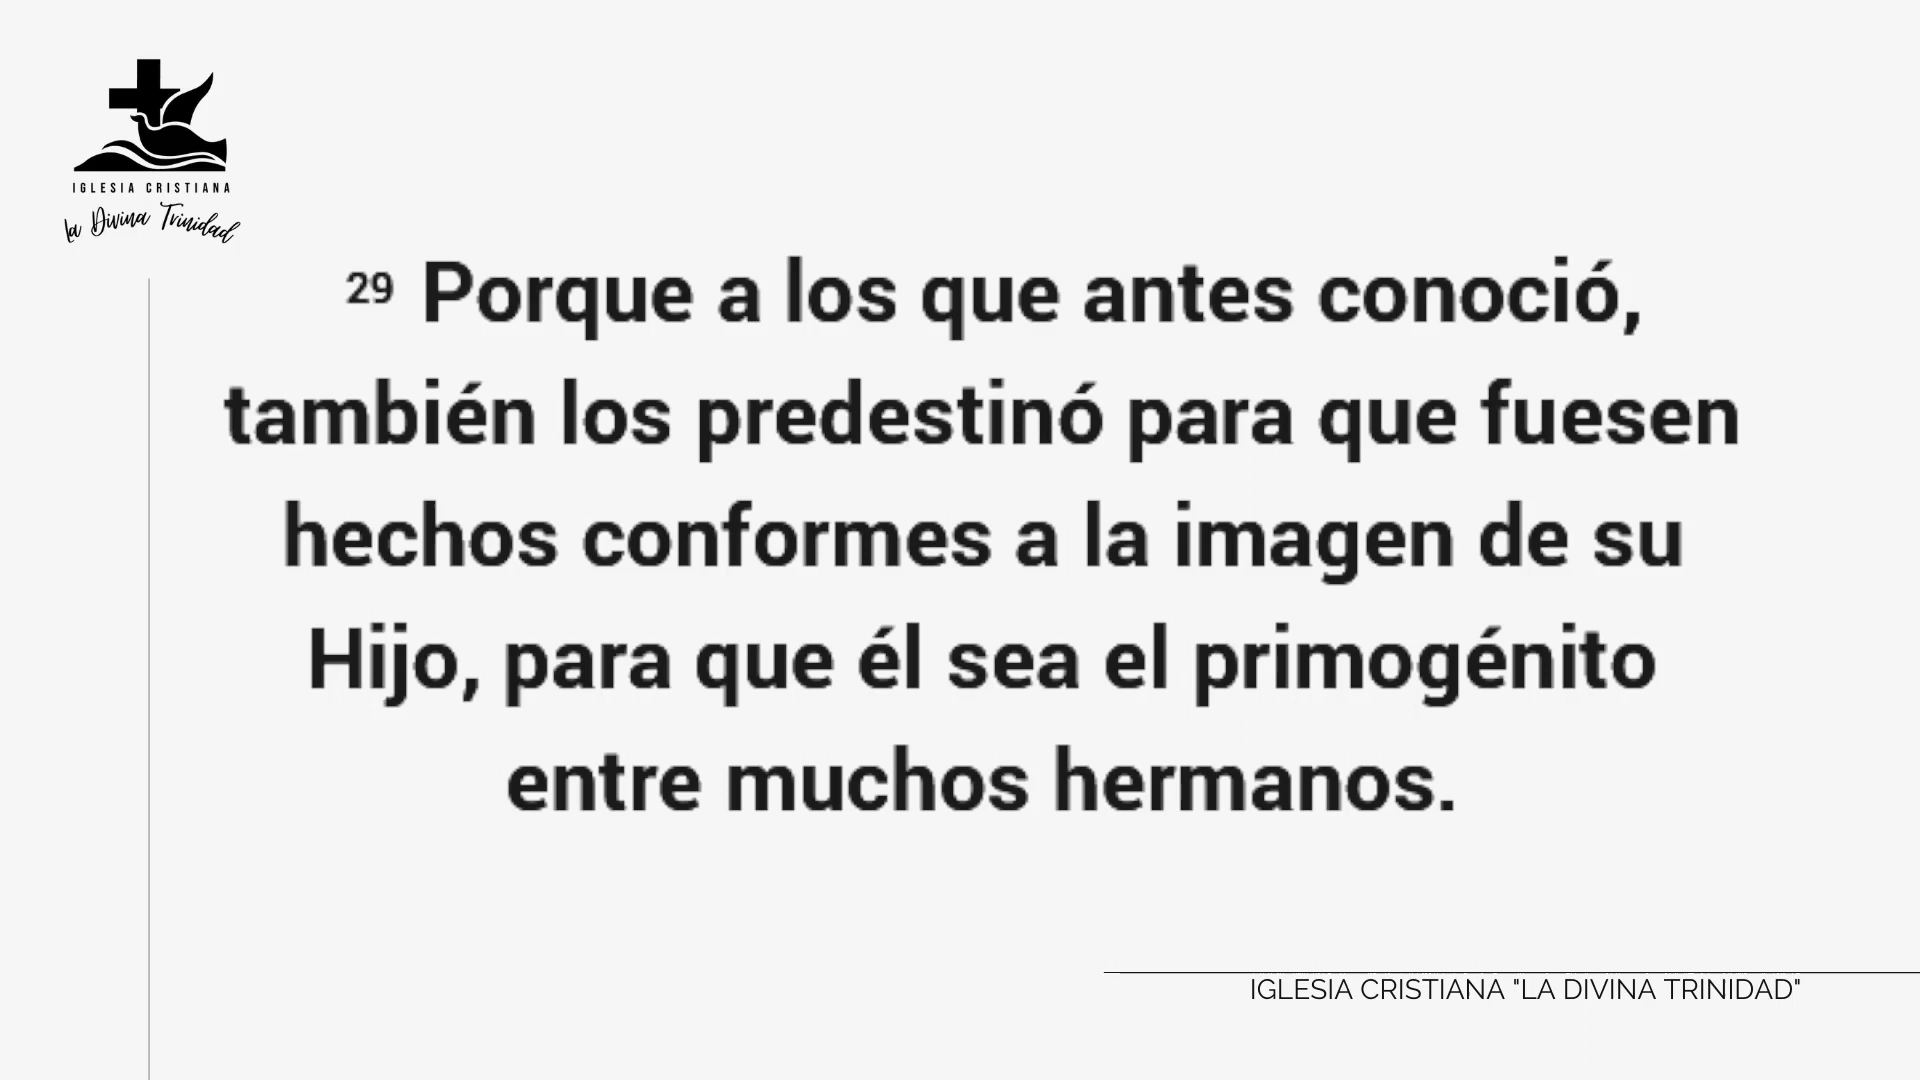 IGLESIA CRISTIANA
La Divina Trinidad
29 Porque a los que antes conoció,
también los predestinó para que fuesen
hechos conformes a la imagen de su
Hijo, para que él sea el primogénito
entre muchos hermanos.
IGLESIA CRISTIANA "LA DIVINA TRINIDAD"